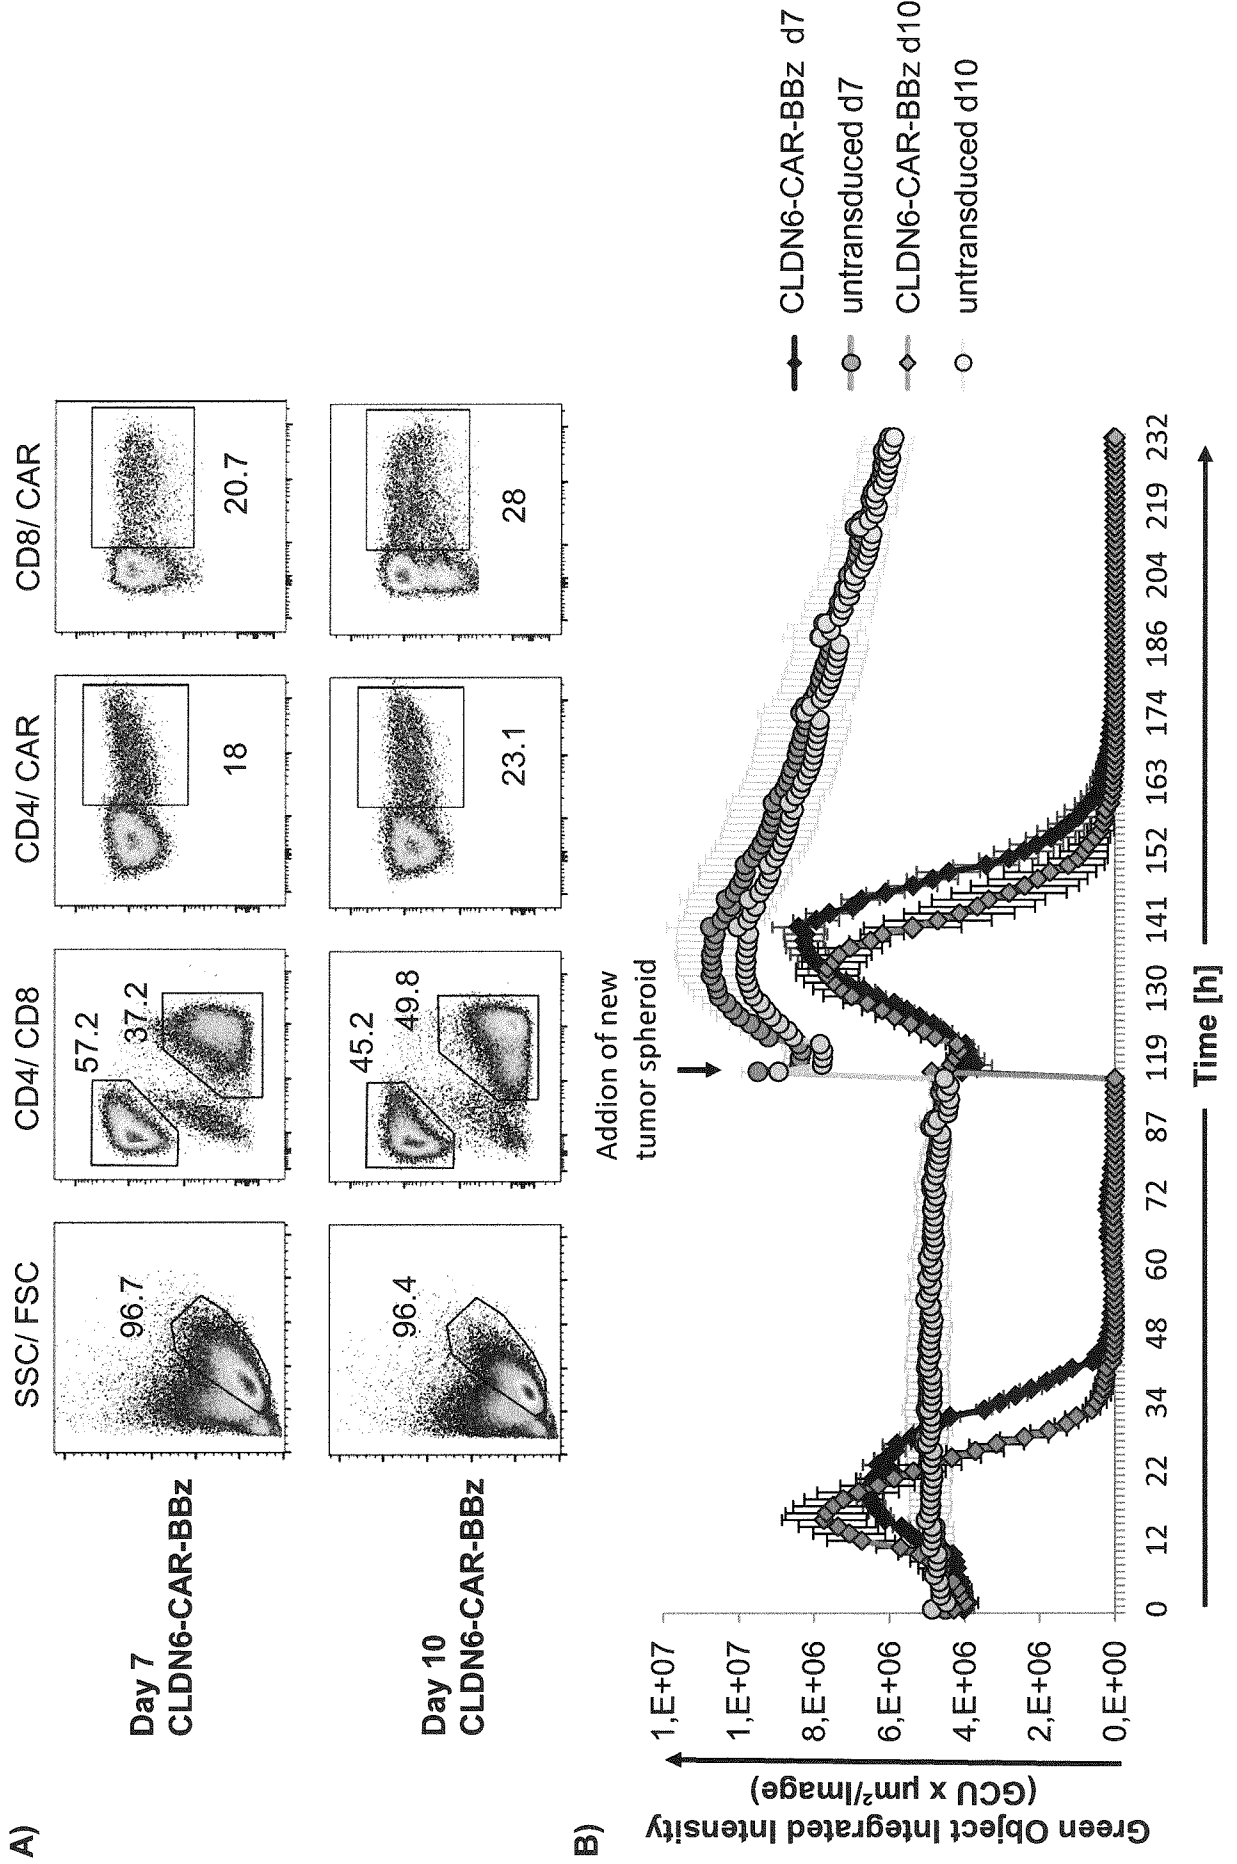 A)
SSC/ FSC
CD4/ CD8
CD4/ CAR
CD8/ CAR
Day 7
CLDN6-CAR-BBz
96.7
57.2
37.2
18
20.7
Day 10
CLDN6-CAR-BBz
96.4
45.2
49.8
23.1
28
B)
Addion of new
tumor spheroid
Green Object Integrated Intensity
(GCU x µm²/Image)
1,E+07
1,E+07
8,E+06
6,E+06
4,E+06
2,E+06
0,E+00
0
12
22
34
48
60
72
87
119
130
141
152
163
174
186
204
219
232
Time [h]
CLDN6-CAR-BBz d7
untransduced d7
CLDN6-CAR-BBz d10
untransduced d10